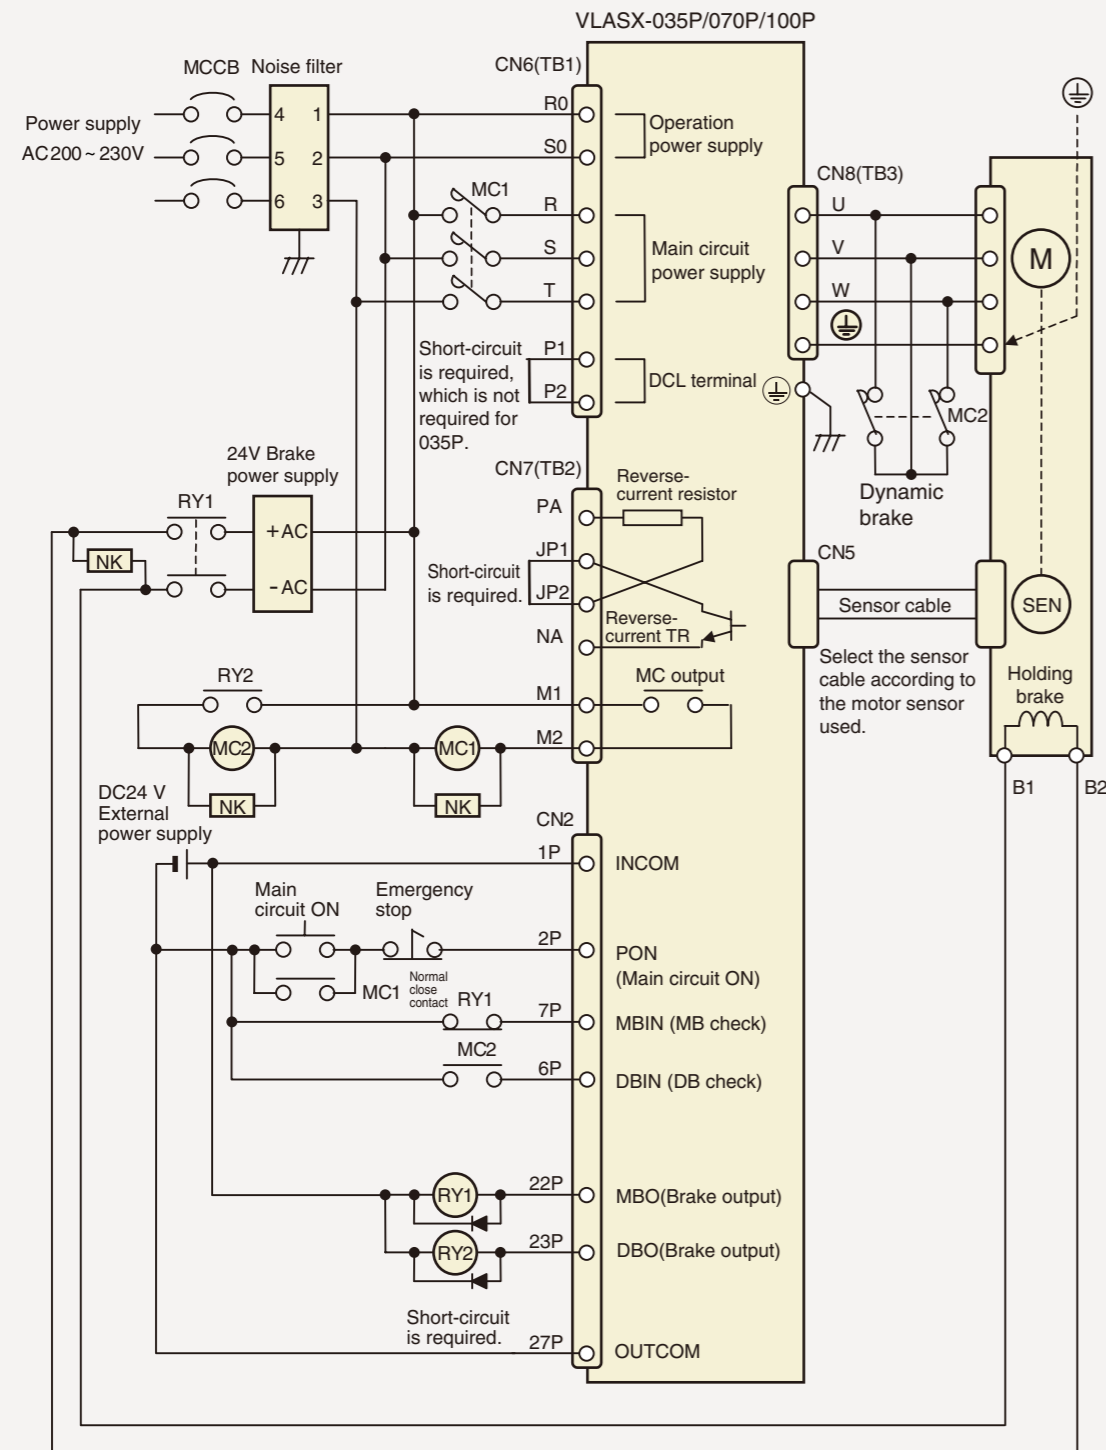 VLASX-035P/070P/100P
CN6(TB1)
MCCB Noise filter
Power supply
AC200 ~ 230V
4 1
5 2
6 3
R0
S0
Operation
power supply
MC1
R
S
T
Main circuit
power supply
CN8(TB3)
U
V
W
M
Short-circuit
is required,
which is not
required for
035P.
P1
P2
DCL terminal
MC2
Dynamic
brake
24V Brake
power supply
RY1
+AC
-AC
NK
CN7(TB2)
PA
Reverse-
current resistor
JP1
Short-circuit
is required.
JP2
NA
Reverse-
current TR
CN5
Sensor cable
SEN
Select the sensor
cable according to
the motor sensor
used.
Holding
brake
B1
B2
RY2
M1
MC output
MC2
MC1
M2
NK
NK
DC24 V
External
power supply
CN2
1P
INCOM
Main
circuit ON
Emergency
stop
2P
PON
(Main circuit ON)
MC1
Normal
close
contact
RY1
7P
MBIN (MB check)
MC2
6P
DBIN (DB check)
RY1
22P
MBO(Brake output)
RY2
23P
DBO(Brake output)
Short-circuit
is required.
27P
OUTCOM